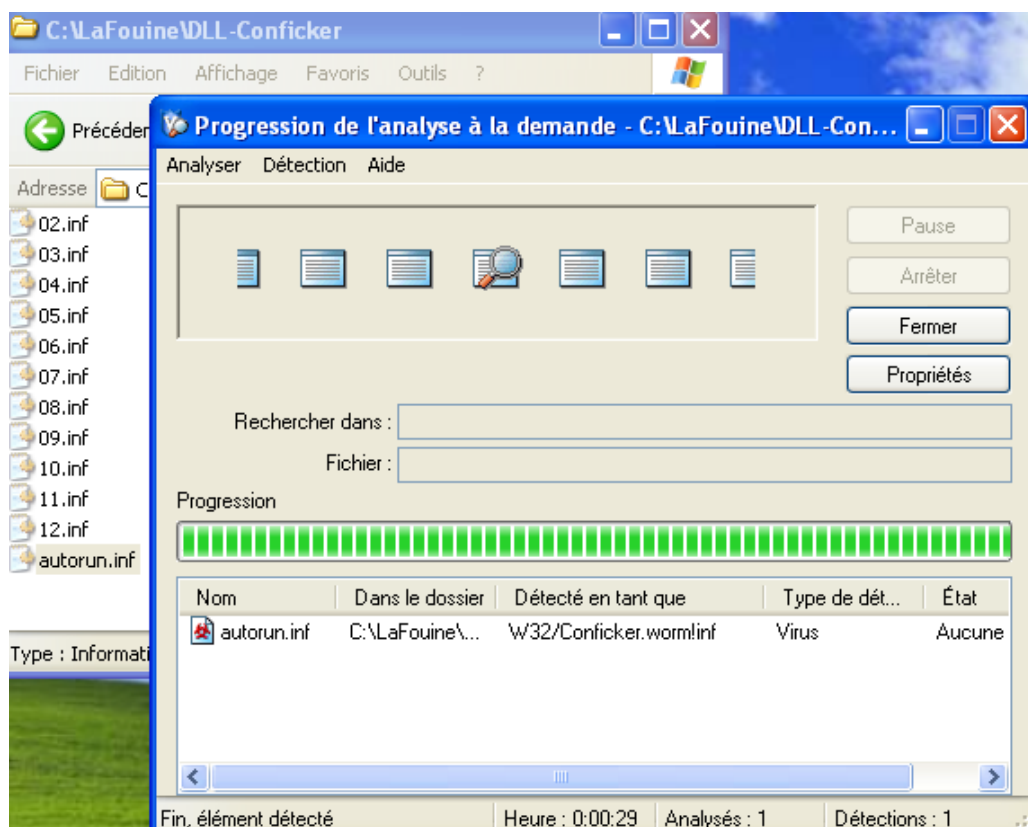 C:\LaFouine\DLL-Conficker
Fichier Edition Affichage Favoris Outils ?
Précéder
Adresse C
02.inf
03.inf
04.inf
05.inf
06.inf
07.inf
08.inf
09.inf
10.inf
11.inf
12.inf
autorun.inf
Type : Informati
Progression de l'analyse à la demande - C:\LaFouine\DLL-Con...
Analyser Détection Aide
Pause
Arrêter
Fermer
Propriétés
Rechercher dans :
Fichier :
Progression
Nom Dans le dossier Détecté en tant que Type de dét... État
autorun.inf C:\LaFouine\... W32/Conficker.worm!inf Virus Aucune
Fin, élément détecté Heure : 0:00:29 Analysés : 1 Détections : 1